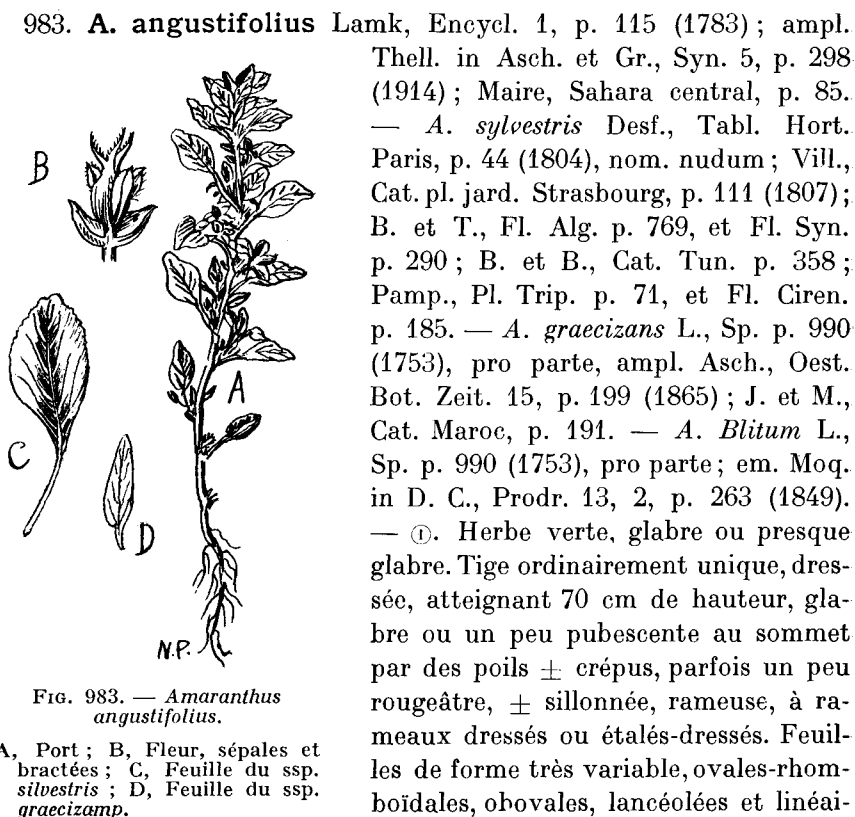 983. A. angustifolius Lamk, Encycl. 1, p. 115 (1783) ; ampl.
Thell. in Asch. et Gr., Syn. 5, p. 298
(1914) ; Maire, Sahara central, p. 85.
— A. sylvestris Desf., Tabl. Hort.
Paris, p. 44 (1804), nom. nudum ; Vill.,
Cat. pl. jard. Strasbourg, p. 111 (1807) ;
B. et T., Fl. Alg. p. 769, et Fl. Syn.
p. 290 ; B. et B., Cat. Tun. p. 358 ;
Pamp., Pl. Trip. p. 71, et Fl. Ciren.
p. 185. — A. graecizans L., Sp. p. 990
(1753), pro parte, ampl. Asch., Oest.
Bot. Zeit. 15, p. 199 (1865) ; J. et M.,
Cat. Maroc, p. 191. — A. Blitum L.,
Sp. p. 990 (1753), pro parte ; em. Moq.
in D. C., Prodr. 13, 2, p. 263 (1849).
— ①. Herbe verte, glabre ou presque
glabre. Tige ordinairement unique, dres-
sée, atteignant 70 cm de hauteur, gla-
bre ou un peu pubescente au sommet
par des poils ± crépus, parfois un peu
rougeâtre, ± sillonnée, rameuse, à ra-
meaux dressés ou étalés-dressés. Feuil-
les de forme très variable, ovales-rhom-
boïdales, obovales, lancéolées et linéai-
B
A
C
D
N.P.
FIG. 983. — Amaranthus
angustifolius.
A, Port ; B, Fleur, sépales et
bractées ; C, Feuille du ssp.
silvestris ; D, Feuille du ssp.
graecizamp.